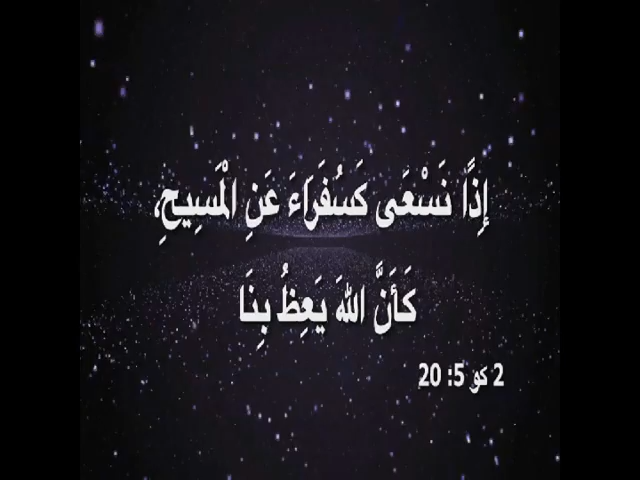 إِذًا نَسْعَى كَسُفَرَاءَ عَنِ الْمَسِيحِ،
كَأَنَّ اللهَ يَعِظُ بِنَا
2 كو 5: 20